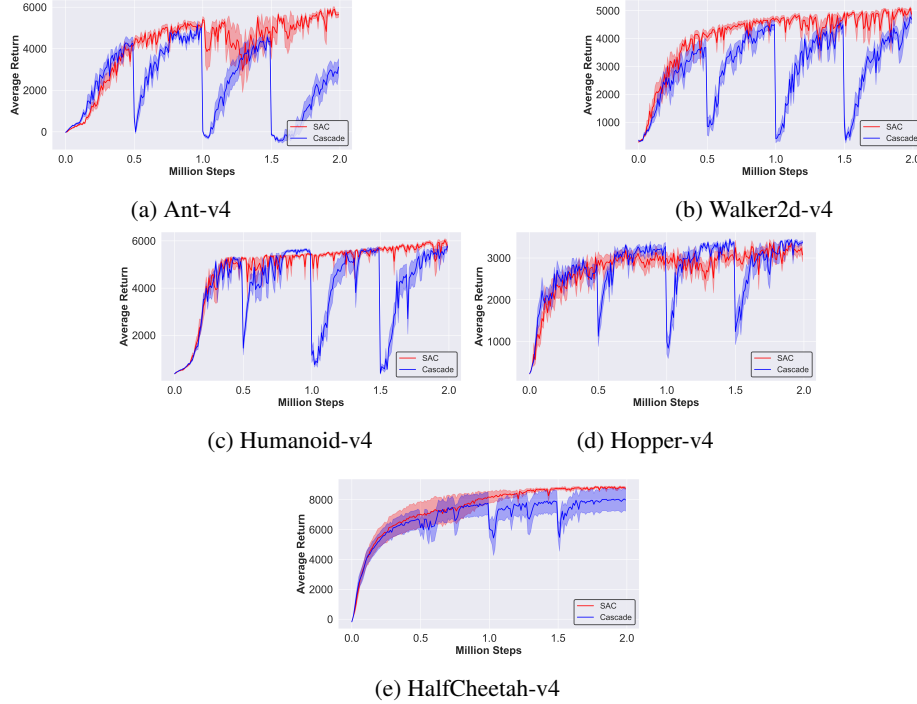 6000
4000
2000
0
Average Return
0.0 0.5 1.0 1.5 2.0
Million Steps
SAC
Cascade
(a) Ant-v4
5000
4000
3000
2000
1000
Average Return
0.0 0.5 1.0 1.5 2.0
Million Steps
SAC
Cascade
(b) Walker2d-v4
6000
4000
2000
Average Return
0.0 0.5 1.0 1.5 2.0
Million Steps
SAC
Cascade
(c) Humanoid-v4
3000
2000
1000
Average Return
0.0 0.5 1.0 1.5 2.0
Million Steps
SAC
Cascade
(d) Hopper-v4
8000
6000
4000
2000
0
Average Return
0.0 0.5 1.0 1.5 2.0
Million Steps
SAC
Cascade
(e) HalfCheetah-v4